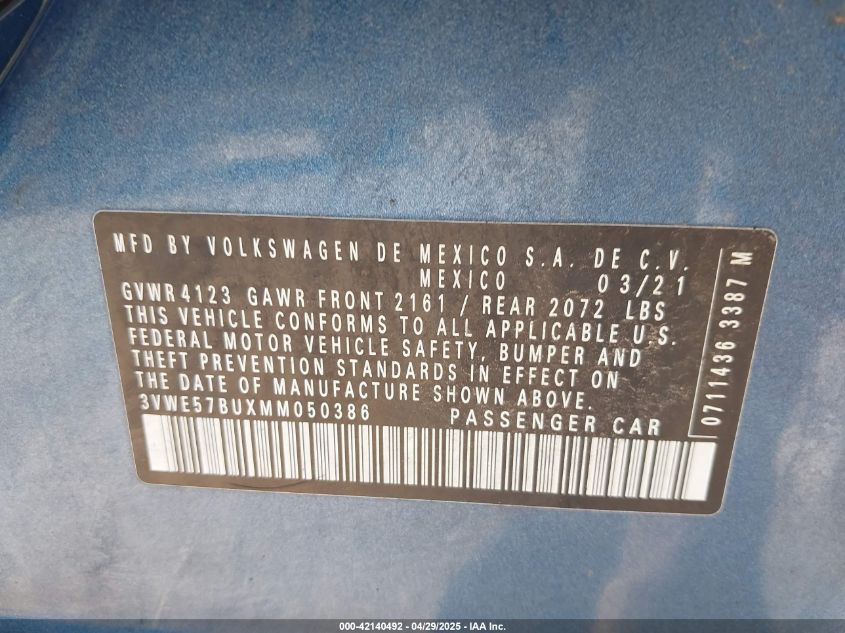 MFD BY VOLKSWAGEN DE MEXICO S.A. DE C.V.
MEXICO 03/21
GVWR 4123 GAWR FRONT 2161 / REAR 2072 LBS
THIS VEHICLE CONFORMS TO ALL APPLICABLE U.S.
FEDERAL MOTOR VEHICLE SAFETY, BUMPER AND
THEFT PREVENTION STANDARDS IN EFFECT ON
THE DATE OF MANUFACTURE SHOWN ABOVE.
3VWE57BUXMM050386 PASSENGER CAR
0711436 3387 M
000-42140492 - 04/29/2025 - IAA Inc.